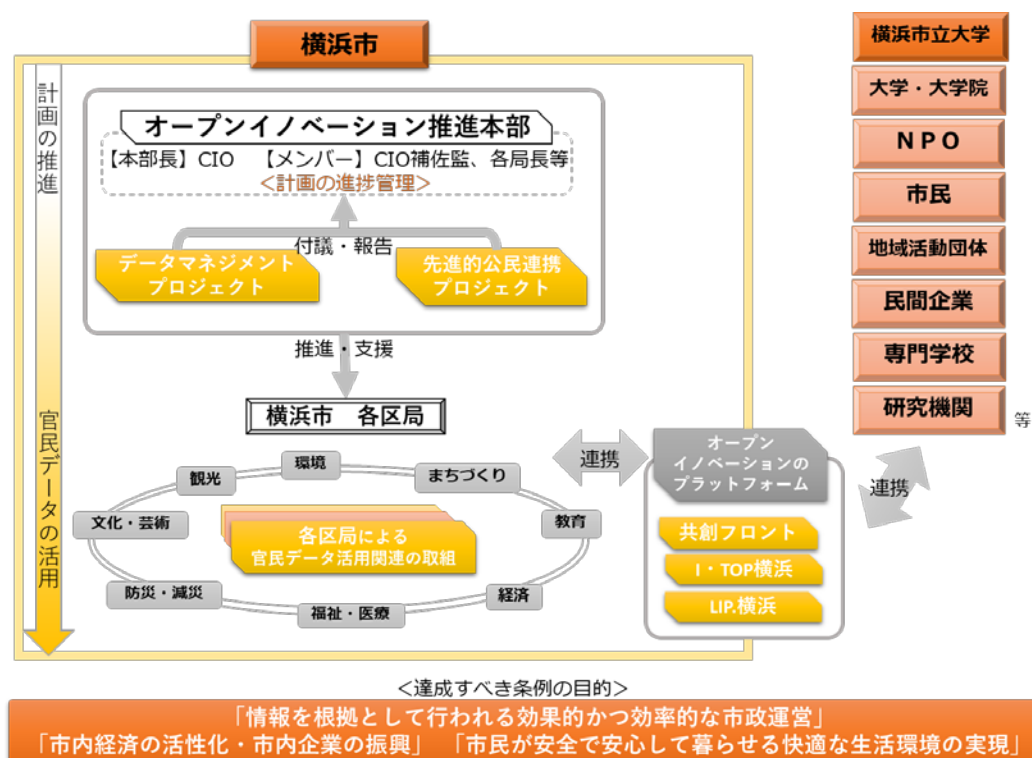 横浜市
計画の推進
官民データの活用
オープンイノベーション推進本部
【本部長】CIO 【メンバー】CIO補佐監、各局長等
＜計画の進捗管理＞
付議・報告
データマネジメント
プロジェクト
先進的公民連携
プロジェクト
推進・支援
横浜市 各区局
環境
まちづくり
観光
文化・芸術
教育
各区局による
官民データ活用関連の取組
防災・減災
経済
福祉・医療
連携
オープン
イノベーションの
プラットフォーム
共創フロント
I・TOP横浜
LIP.横浜
連携
横浜市立大学
大学・大学院
ＮＰＯ
市民
地域活動団体
民間企業
専門学校
研究機関
等
＜達成すべき条例の目的＞
「情報を根拠として行われる効果的かつ効率的な市政運営」
「市内経済の活性化・市内企業の振興」 「市民が安全で安心して暮らせる快適な生活環境の実現」